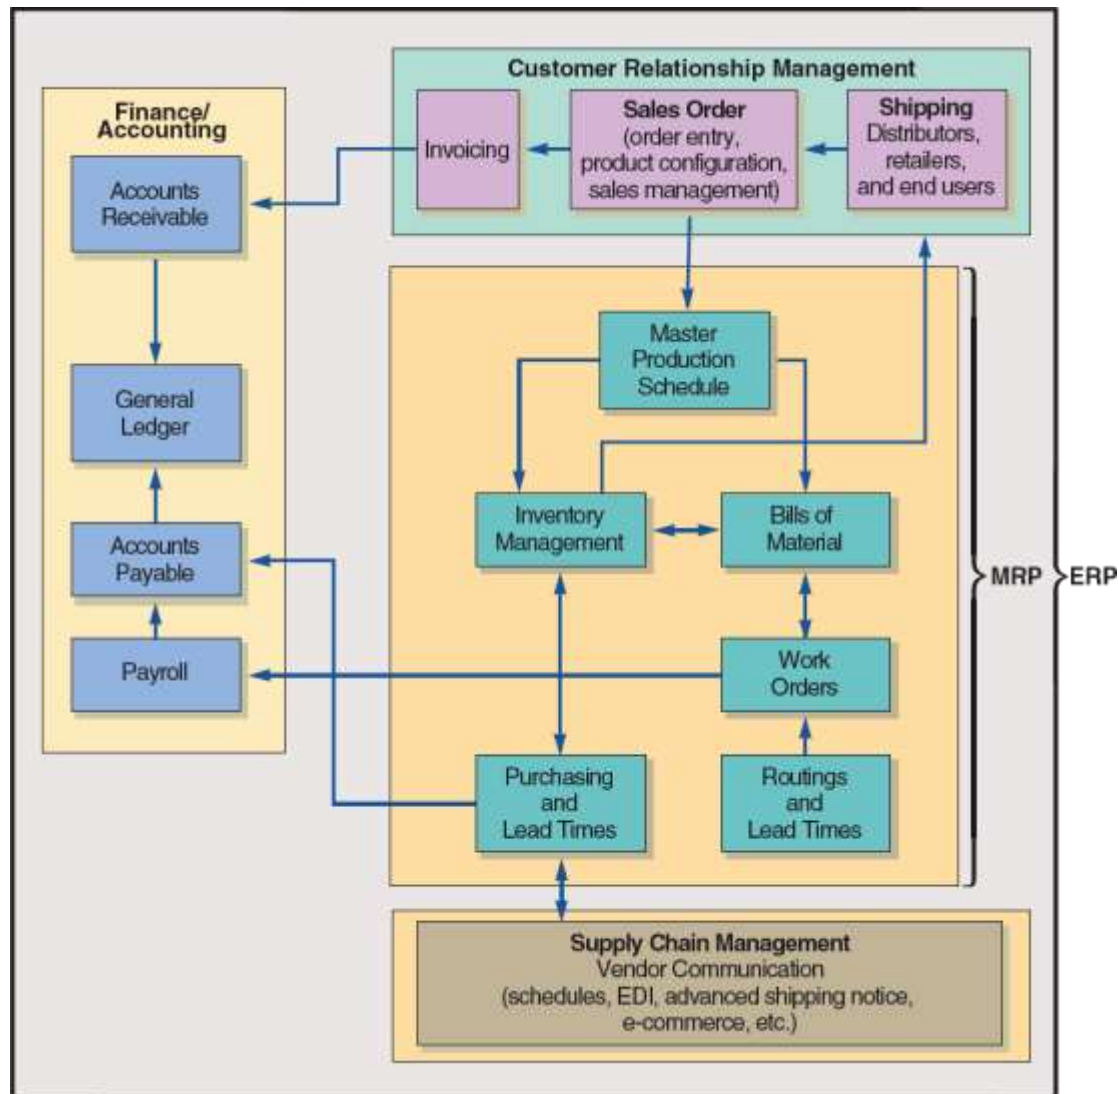 Customer Relationship Management
Finance/
Accounting
Invoicing
Sales Order
(order entry,
product configuration,
sales management)
Shipping
Distributors,
retailers,
and end users
Accounts
Receivable
General
Ledger
Accounts
Payable
Payroll
Master
Production
Schedule
Inventory
Management
Bills of
Material
Work
Orders
Purchasing
and
Lead Times
Routings
and
Lead Times
MRP
ERP
Supply Chain Management
Vendor Communication
(schedules, EDI, advanced shipping notice,
e-commerce, etc.)